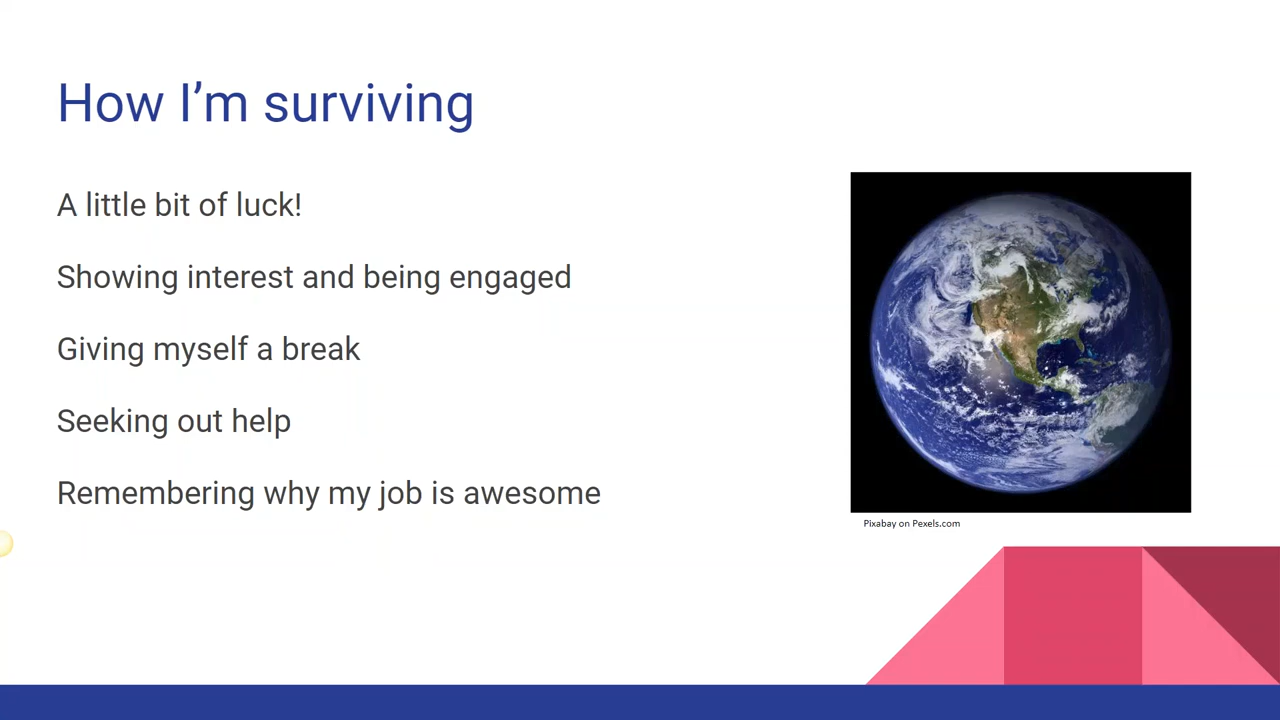 How I’m surviving
A little bit of luck!
Showing interest and being engaged
Giving myself a break
Seeking out help
Remembering why my job is awesome
Pixabay on Pexels.com